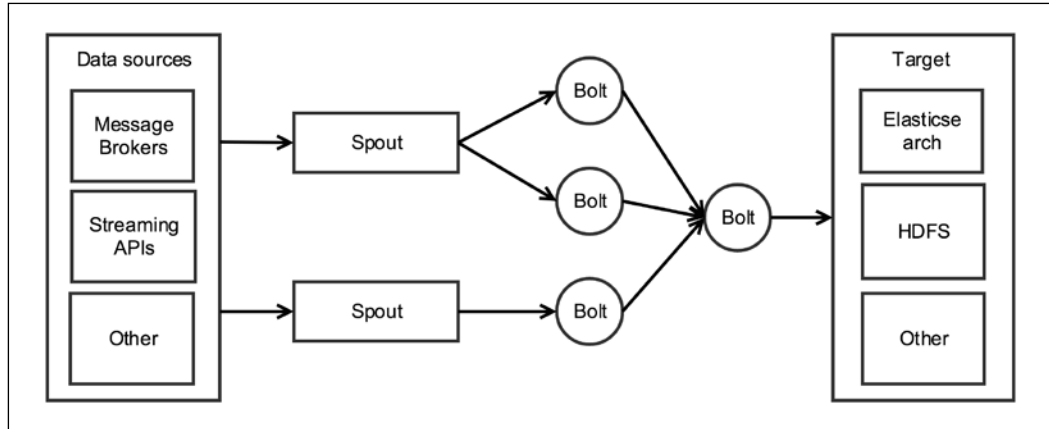 Data sources
Message
Brokers
Streaming
APIs
Other
Spout
Spout
Bolt
Bolt
Bolt
Bolt
Target
Elasticse
arch
HDFS
Other